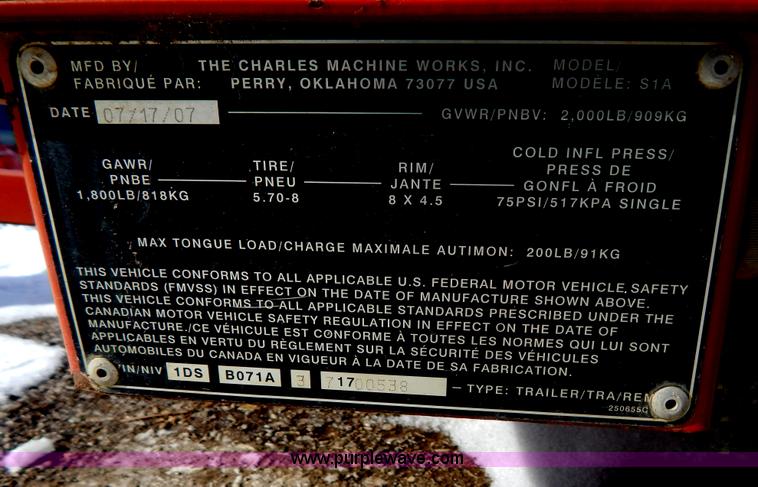 MFD BY/ THE CHARLES MACHINE WORKS, INC. MODEL/
FABRIQUÉ PAR: PERRY, OKLAHOMA 73077 USA MODÈLE: S1A
DATE 07/17/07 GVWR/PNBV: 2,000LB/909KG
GAWR/ TIRE/ RIM/ COLD INFL PRESS/
PNBE PNEU JANTE PRESS DE
GONFL À FROID
1,800LB/818KG 5.70-8 8 X 4.5 75PSI/517KPA SINGLE
MAX TONGUE LOAD/CHARGE MAXIMALE AUTIMON: 200LB/91KG
THIS VEHICLE CONFORMS TO ALL APPLICABLE U.S. FEDERAL MOTOR VEHICLE SAFETY
STANDARDS (FMVSS) IN EFFECT ON THE DATE OF MANUFACTURE SHOWN ABOVE.
THIS VEHICLE CONFORMS TO ALL APPLICABLE STANDARDS PRESCRIBED UNDER THE
CANADIAN MOTOR VEHICLE SAFETY REGULATION IN EFFECT ON THE DATE OF
MANUFACTURE./CE VÉHICULE EST CONFORME À TOUTES LES NORMES QUI LUI SONT
APPLICABLES EN VERTU DU RÈGLEMENT SUR LA SÉCURITÉ DES VÉHICULES
AUTOMOBILES DU CANADA EN VIGUEUR À LA DATE DE SA FABRICATION.
VIN/NIV 1DS B071A 3 71700538 – TYPE: TRAILER/TRA/REM
250655C
www.purplewave.com